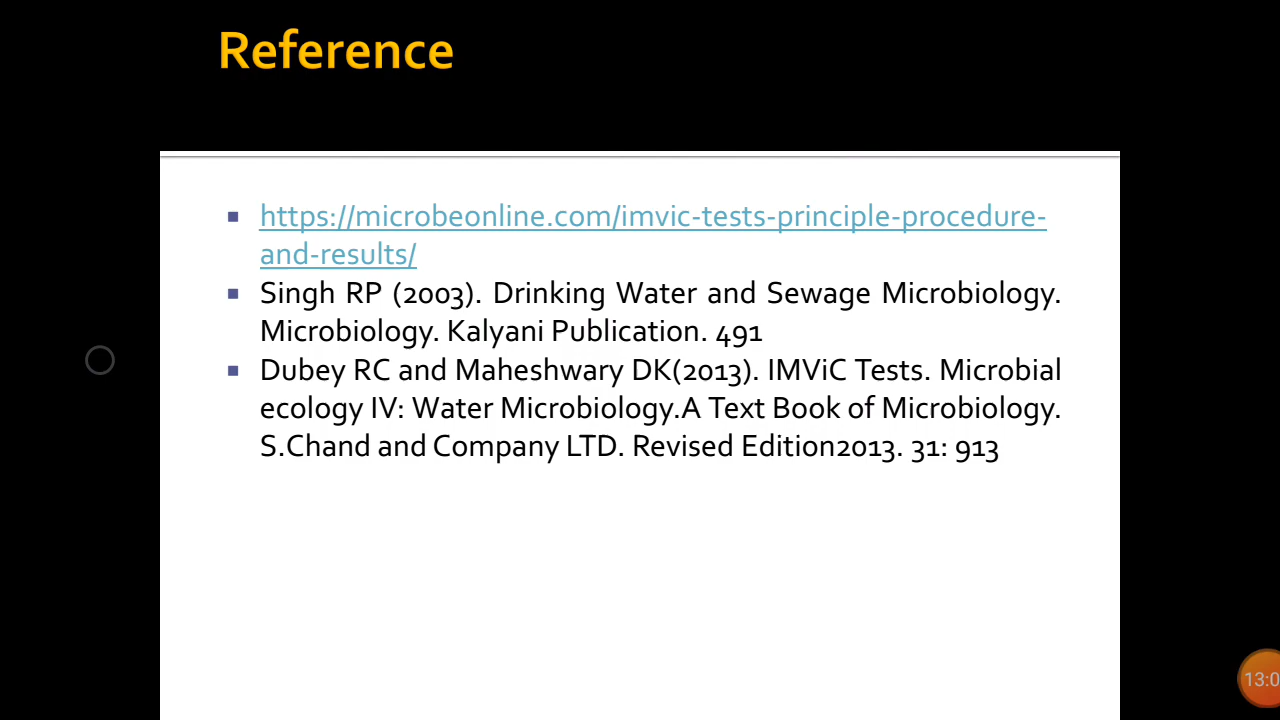 Reference
https://microbeonline.com/imvic-tests-principle-procedure-
and-results/
Singh RP (2003). Drinking Water and Sewage Microbiology.
Microbiology. Kalyani Publication. 491
Dubey RC and Maheshwary DK(2013). IMViC Tests. Microbial
ecology IV: Water Microbiology.A Text Book of Microbiology.
S.Chand and Company LTD. Revised Edition2013. 31: 913
13:0